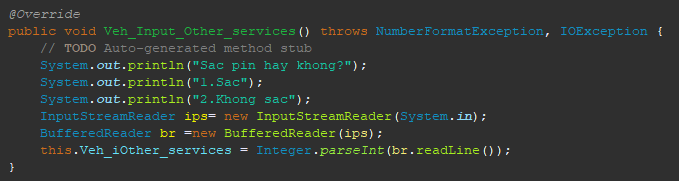 @Override
public void Veh_Input_Other_services() throws NumberFormatException, IOException {
// TODO Auto-generated method stub
System.out.println("Sac pin hay khong?");
System.out.println("1.Sac");
System.out.println("2.Khong sac");
InputStreamReader ips= new InputStreamReader(System.in);
BufferedReader br =new BufferedReader(ips);
this.Veh_iOther_services = Integer.parseInt(br.readLine());
}